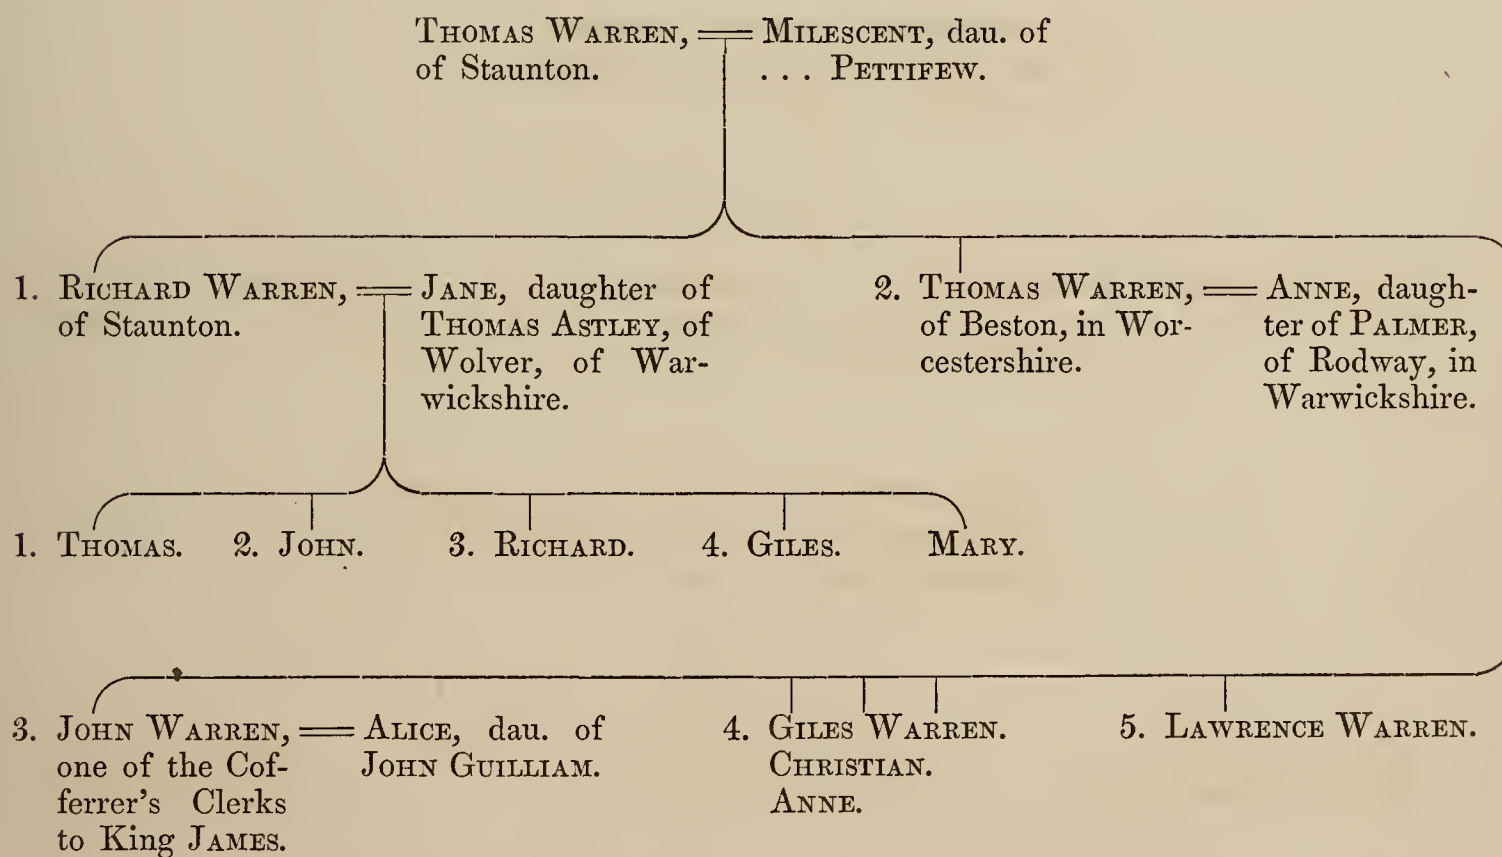 THOMAS WARREN, MILESCENT, dau. of
of Staunton. ... PETTIFEW.
1. RICHARD WARREN,
of Staunton.
JANE, daughter of
THOMAS ASTLEY, of
Wolver, of War-
wickshire.
2. THOMAS WARREN,
of Beston, in Wor-
cestershire.
ANNE, daugh-
ter of PALMER,
of Rodway, in
Warwickshire.
1. THOMAS. 2. JOHN. 3. RICHARD. 4. GILES. MARY.
3. JOHN WARREN,
one of the Cof-
ferrer's Clerks
to King JAMES.
ALICE, dau. of
JOHN GUILLIAM.
4. GILES WARREN.
CHRISTIAN.
ANNE.
5. LAWRENCE WARREN.